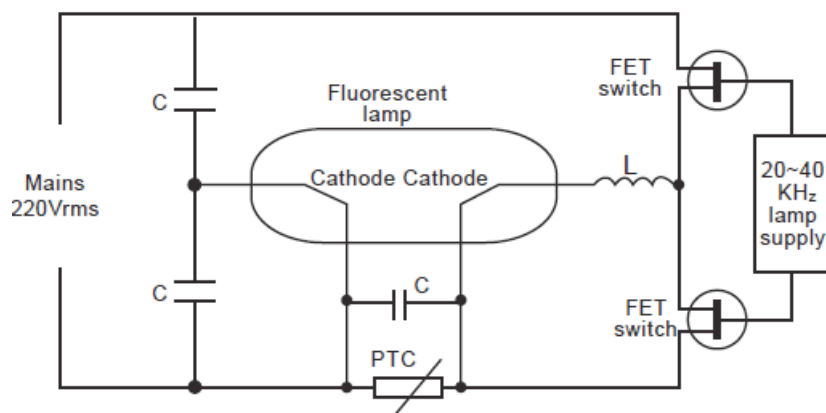 FET
switch
Fluorescent
lamp
C
Cathode Cathode
L
20~40
KHz
lamp
supply
Mains
220Vrms
C
C
FET
switch
PTC